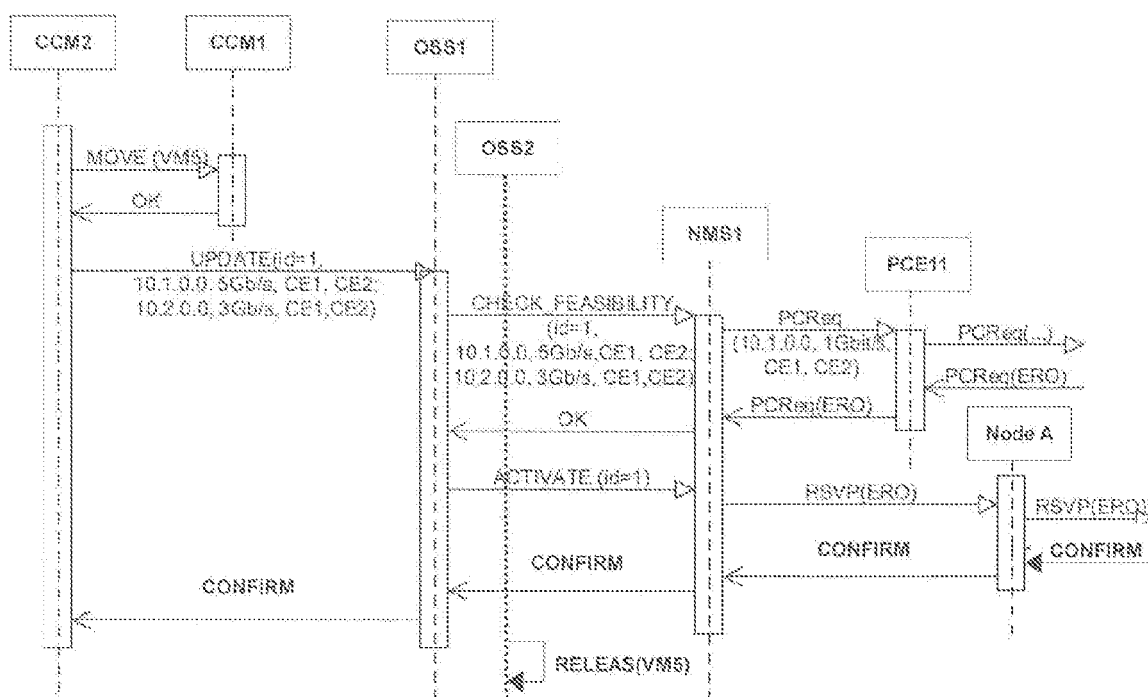 CCM2
CCM1
OSS1
OSS2
NMS1
PCE11
Node A
MOVE (VM5)
OK
UPDATE(id=1,
10.1.0.0, 5Gb/s, CE1, CE2;
10.2.0.0, 3Gb/s, CE1,CE2)
CHECK_FEASIBILITY
(id=1,
10.1.0.0, 5Gb/s,CE1, CE2;
10.2.0.0, 3Gb/s, CE1,CE2)
PCReq
(10.1.0.0, 1Gbit/s,
CE1, CE2)
PCReq(...)
PCReq(ERO)
PCReq(ERO)
OK
ACTIVATE (id=1)
RSVP(ERO)
RSVP(ERO)
CONFIRM
CONFIRM
CONFIRM
CONFIRM
RELEAS(VM5)